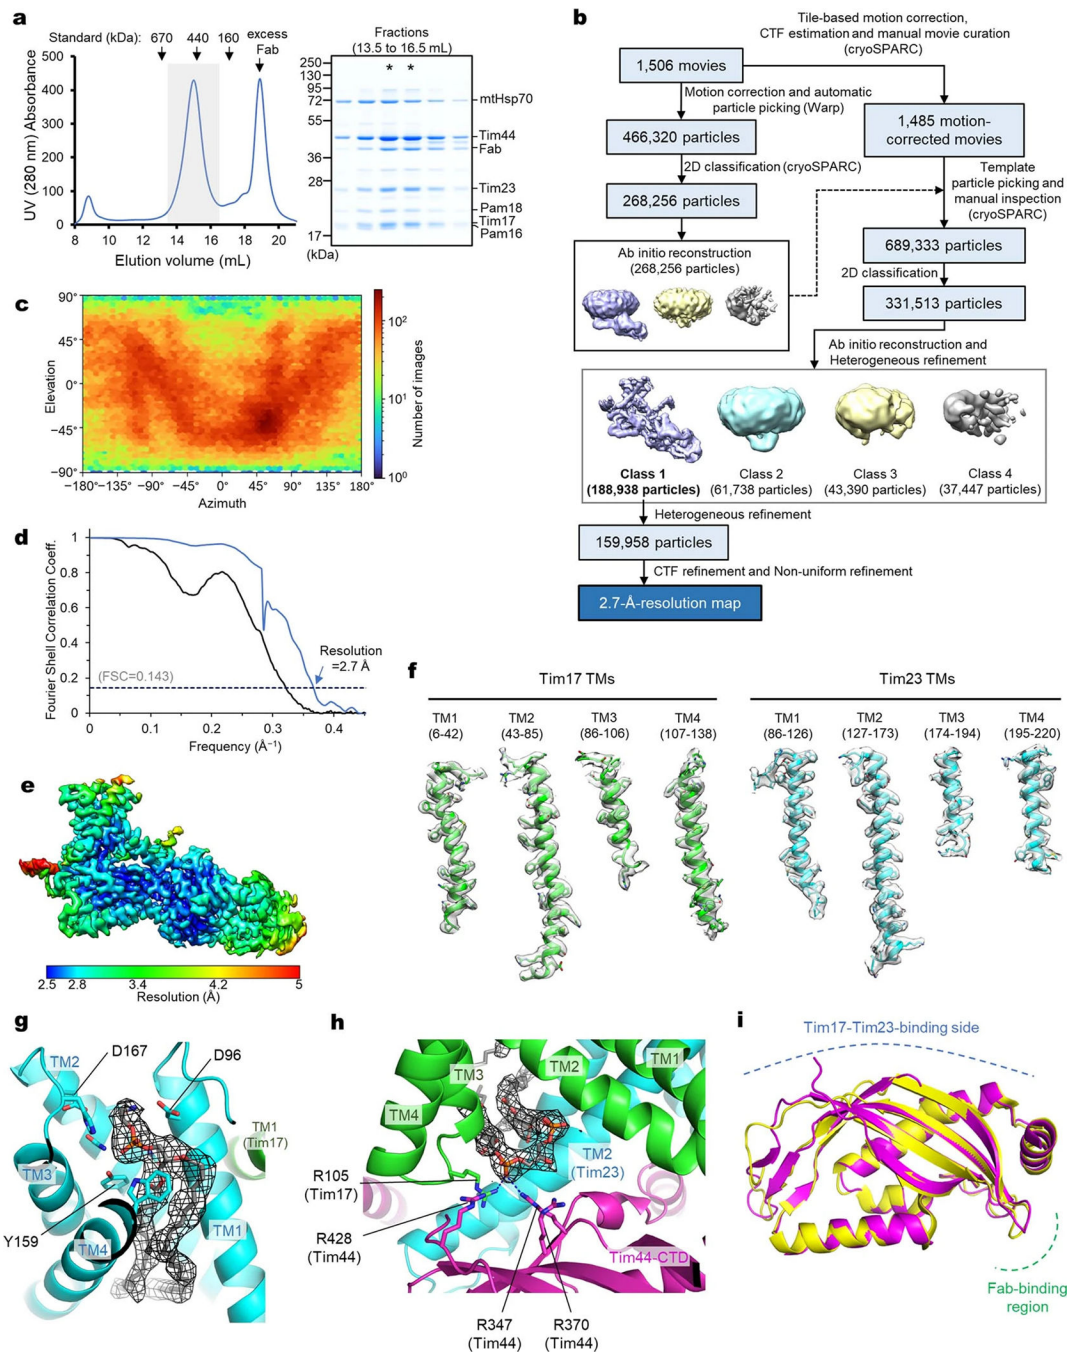 a
Standard (kDa): 670 440 160 excess
Fab
UV (280 nm) Absorbance
500
400
300
200
100
0
8 10 12 14 16 18 20
Elution volume (mL)
Fractions
(13.5 to 16.5 mL)
* *
250
130
95
72
55
36
28
17
(kDa)
mtHsp70
Tim44
Fab
Tim23
Pam18
Tim17
Pam16
b
Tile-based motion correction,
CTF estimation and manual movie curation
(cryoSPARC)
1,506 movies
Motion correction and automatic
particle picking (Warp)
466,320 particles
2D classification (cryoSPARC)
268,256 particles
Ab initio reconstruction
(268,256 particles)
1,485 motion-
corrected movies
Template
particle picking and
manual inspection
(cryoSPARC)
689,333 particles
2D classification
331,513 particles
Ab initio reconstruction and
Heterogeneous refinement
Class 1
(188,938 particles)
Class 2
(61,738 particles)
Class 3
(43,390 particles)
Class 4
(37,447 particles)
Heterogeneous refinement
159,958 particles
CTF refinement and Non-uniform refinement
2.7-Å-resolution map
c
Elevation
90°
45°
0°
−45°
−90°
−180° −135° −90° −45° 0° 45° 90° 135° 180°
Azimuth
10²
10¹
10⁰
Number of images
d
Fourier Shell Correlation Coeff.
1
0.8
0.6
0.4
0.2
0
(FSC=0.143)
Resolution
=2.7 Å
0 0.1 0.2 0.3 0.4
Frequency (Å⁻¹)
e
2.5 2.8 3.4 4.2 5
Resolution (Å)
f
Tim17 TMs
TM1
(6-42)
TM2
(43-85)
TM3
(86-106)
TM4
(107-138)
Tim23 TMs
TM1
(86-126)
TM2
(127-173)
TM3
(174-194)
TM4
(195-220)
g
D167
D96
TM2
TM1
(Tim17)
TM3
Y159
TM4
TM1
h
TM3
TM2
TM1
TM4
TM2
(Tim23)
R105
(Tim17)
R428
(Tim44)
Tim44-CTD
R347
(Tim44)
R370
(Tim44)
i
Tim17-Tim23-binding side
Fab-binding
region